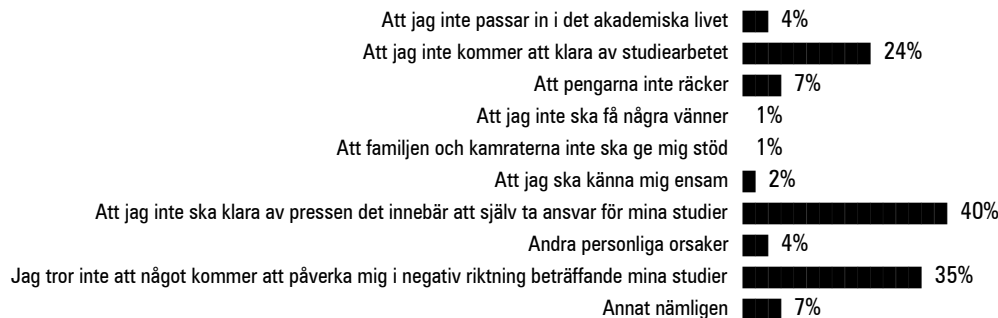 Att jag inte passar in i det akademiska livet 4%
Att jag inte kommer att klara av studiearbetet 24%
Att pengarna inte räcker 7%
Att jag inte ska få några vänner 1%
Att familjen och kamraterna inte ska ge mig stöd 1%
Att jag ska känna mig ensam 2%
Att jag inte ska klara av pressen det innebär att själv ta ansvar för mina studier 40%
Andra personliga orsaker 4%
Jag tror inte att något kommer att påverka mig i negativ riktning beträffande mina studier 35%
Annat nämligen 7%